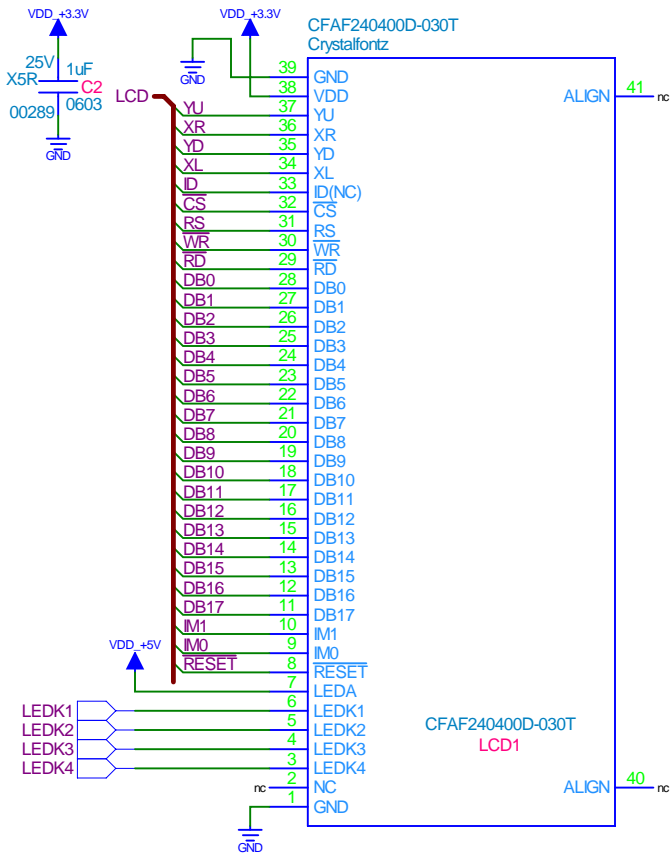 VDD_+3.3V
25V
1uF
X5R
C2
00289
0603
GND
VDD_+3.3V
GND
CFAF240400D-030T
Crystalfontz
LCD
39 GND
38 VDD
YU 37 YU
XR 36 XR
YD 35 YD
XL 34 XL
ID 33 ID(NC)
CS 32 CS
RS 31 RS
WR 30 WR
RD 29 RD
DB0 28 DB0
DB1 27 DB1
DB2 26 DB2
DB3 25 DB3
DB4 24 DB4
DB5 23 DB5
DB6 22 DB6
DB7 21 DB7
DB8 20 DB8
DB9 19 DB9
DB10 18 DB10
DB11 17 DB11
DB12 16 DB12
DB13 15 DB13
DB14 14 DB14
DB15 13 DB15
DB16 12 DB16
DB17 11 DB17
IM1 10 IM1
IM0 9 IM0
RESET 8 RESET
VDD_+5V
7 LEDA
LEDK1 6 LEDK1
LEDK2 5 LEDK2
LEDK3 4 LEDK3
LEDK4 3 LEDK4
nc 2 NC
1 GND
GND
ALIGN 41 nc
CFAF240400D-030T
LCD1
ALIGN 40 nc